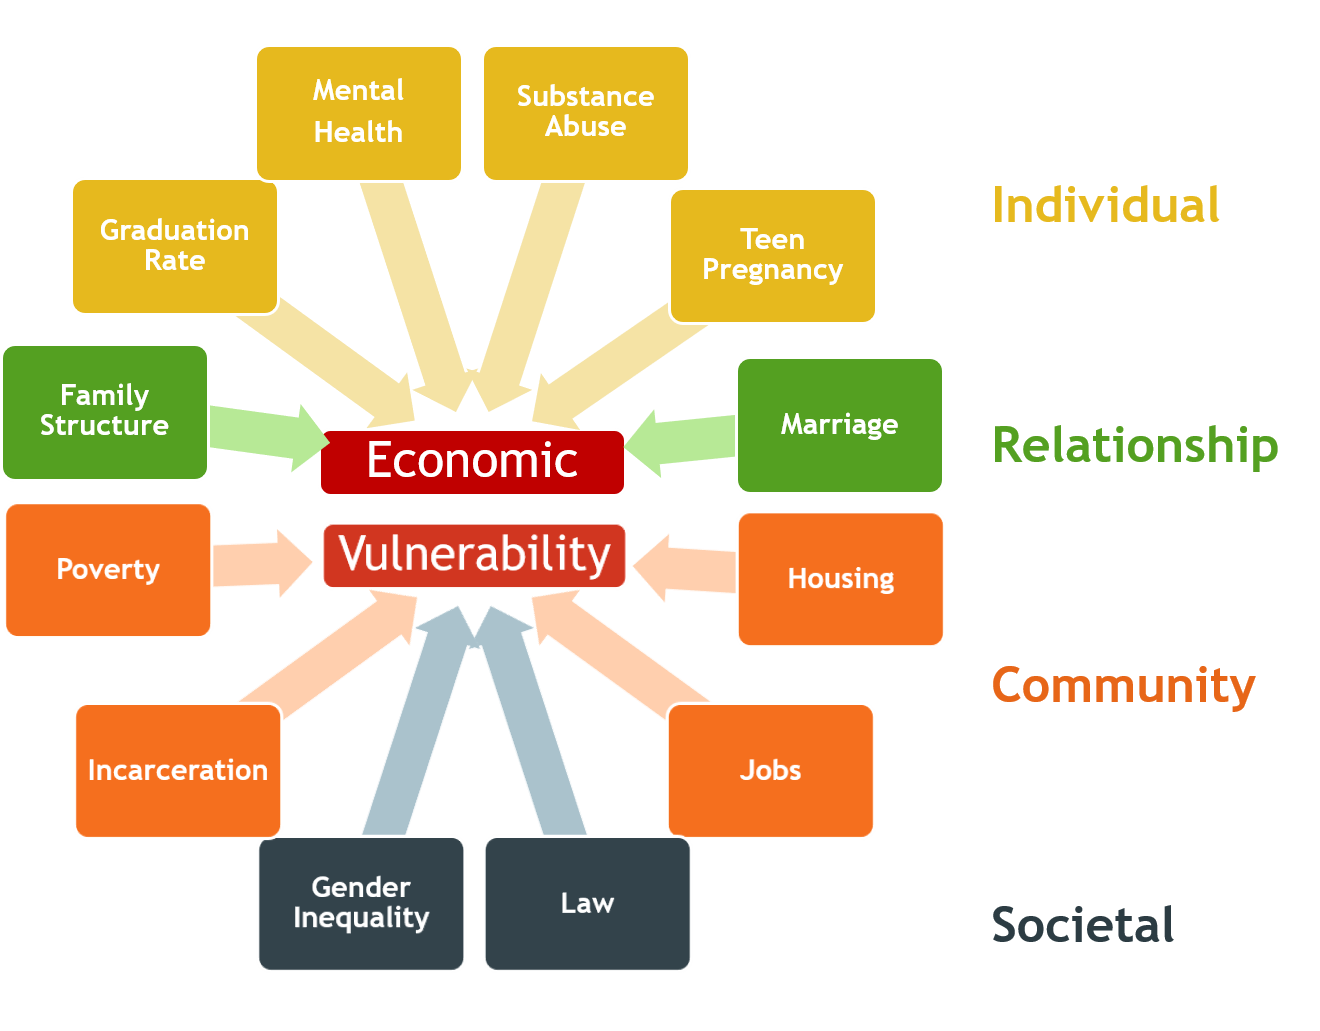 Mental
Health
Substance
Abuse
Graduation
Rate
Teen
Pregnancy
Individual
Family
Structure
Marriage
Economic
Relationship
Poverty
Vulnerability
Housing
Community
Incarceration
Jobs
Gender
Inequality
Law
Societal